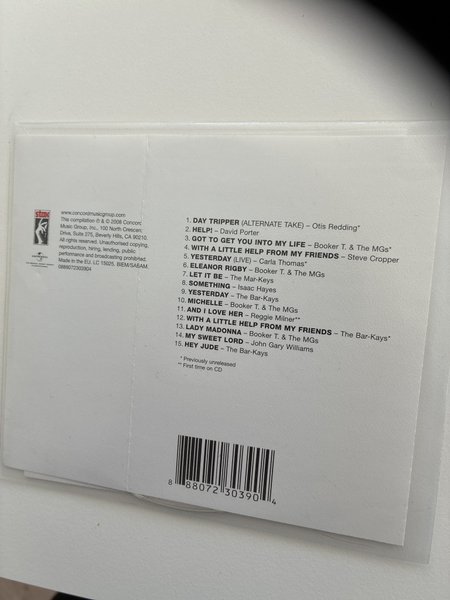 stax
UNIVERSAL
www.concordmusicgroup.com
This compilation ℗ & © 2008 Concord
Music Group, Inc., 100 North Crescent
Drive, Suite 275, Beverly Hills, CA 90210.
All rights reserved. Unauthorised copying,
reproduction, hiring, lending, public
performance and broadcasting prohibited.
Made in the EU. LC 15025. BIEM/SABAM.
0888072303904
1. DAY TRIPPER (ALTERNATE TAKE) – Otis Redding*
2. HELP! – David Porter
3. GOT TO GET YOU INTO MY LIFE – Booker T. & The MGs*
4. WITH A LITTLE HELP FROM MY FRIENDS – Steve Cropper
5. YESTERDAY (LIVE) – Carla Thomas*
6. ELEANOR RIGBY – Booker T. & The MGs
7. LET IT BE – The Mar-Keys
8. SOMETHING – Isaac Hayes
9. YESTERDAY – The Bar-Kays
10. MICHELLE – Booker T. & The MGs
11. AND I LOVE HER – Reggie Milner**
12. WITH A LITTLE HELP FROM MY FRIENDS – The Bar-Kays*
13. LADY MADONNA – Booker T. & The MGs
14. MY SWEET LORD – John Gary Williams
15. HEY JUDE – The Bar-Kays
* Previously unreleased
** First time on CD
8 88072 30390 4